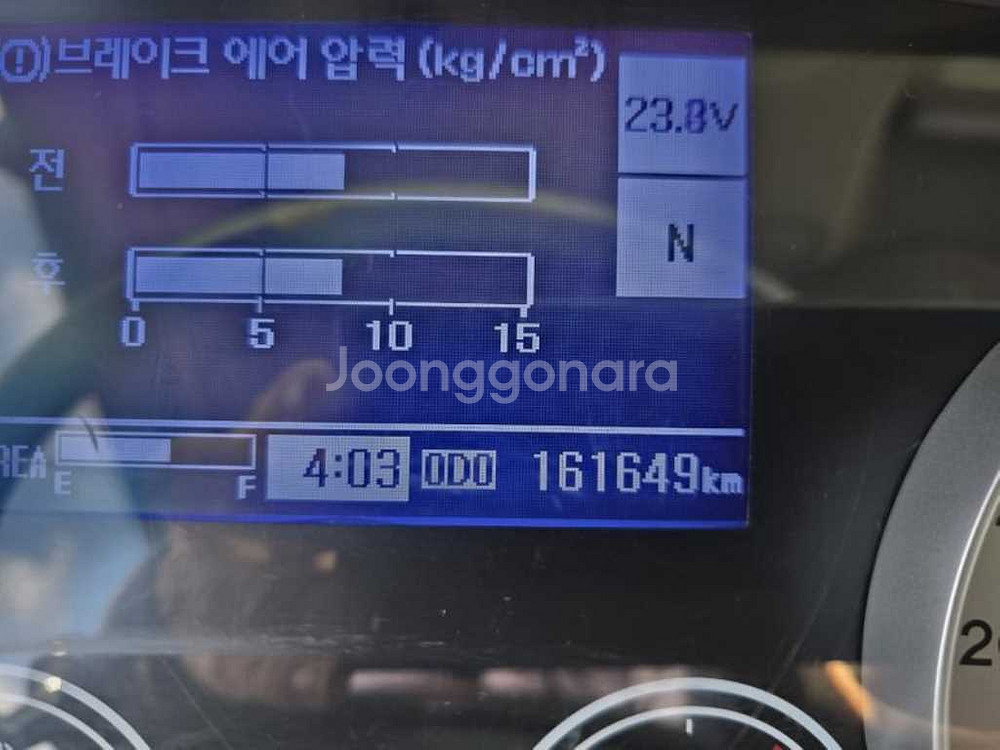 (!)브레이크 에어 압력 (kg/cm²)
23.8V
전
N
후
0 5 10 15
Joonggonara
REA E F 4:03 ODO 161649km